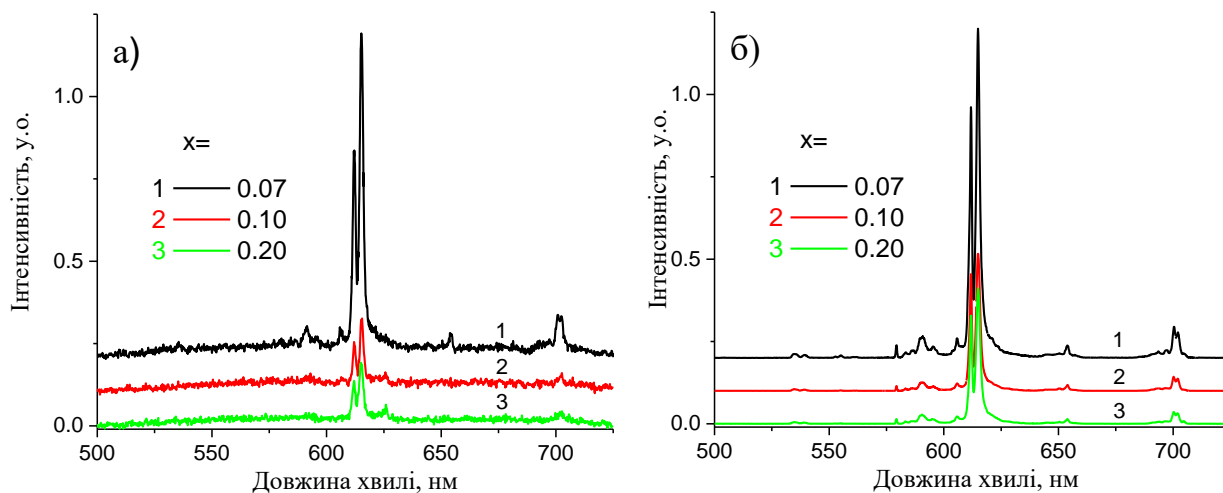 а)
Інтенсивність, у.о.
1.0
0.5
0.0
x=
1 0.07
2 0.10
3 0.20
1
2
3
500 550 600 650 700
Довжина хвилі, нм
б)
Інтенсивність, у.о.
1.0
0.5
0.0
x=
1 0.07
2 0.10
3 0.20
1
2
3
500 550 600 650 700
Довжина хвилі, нм